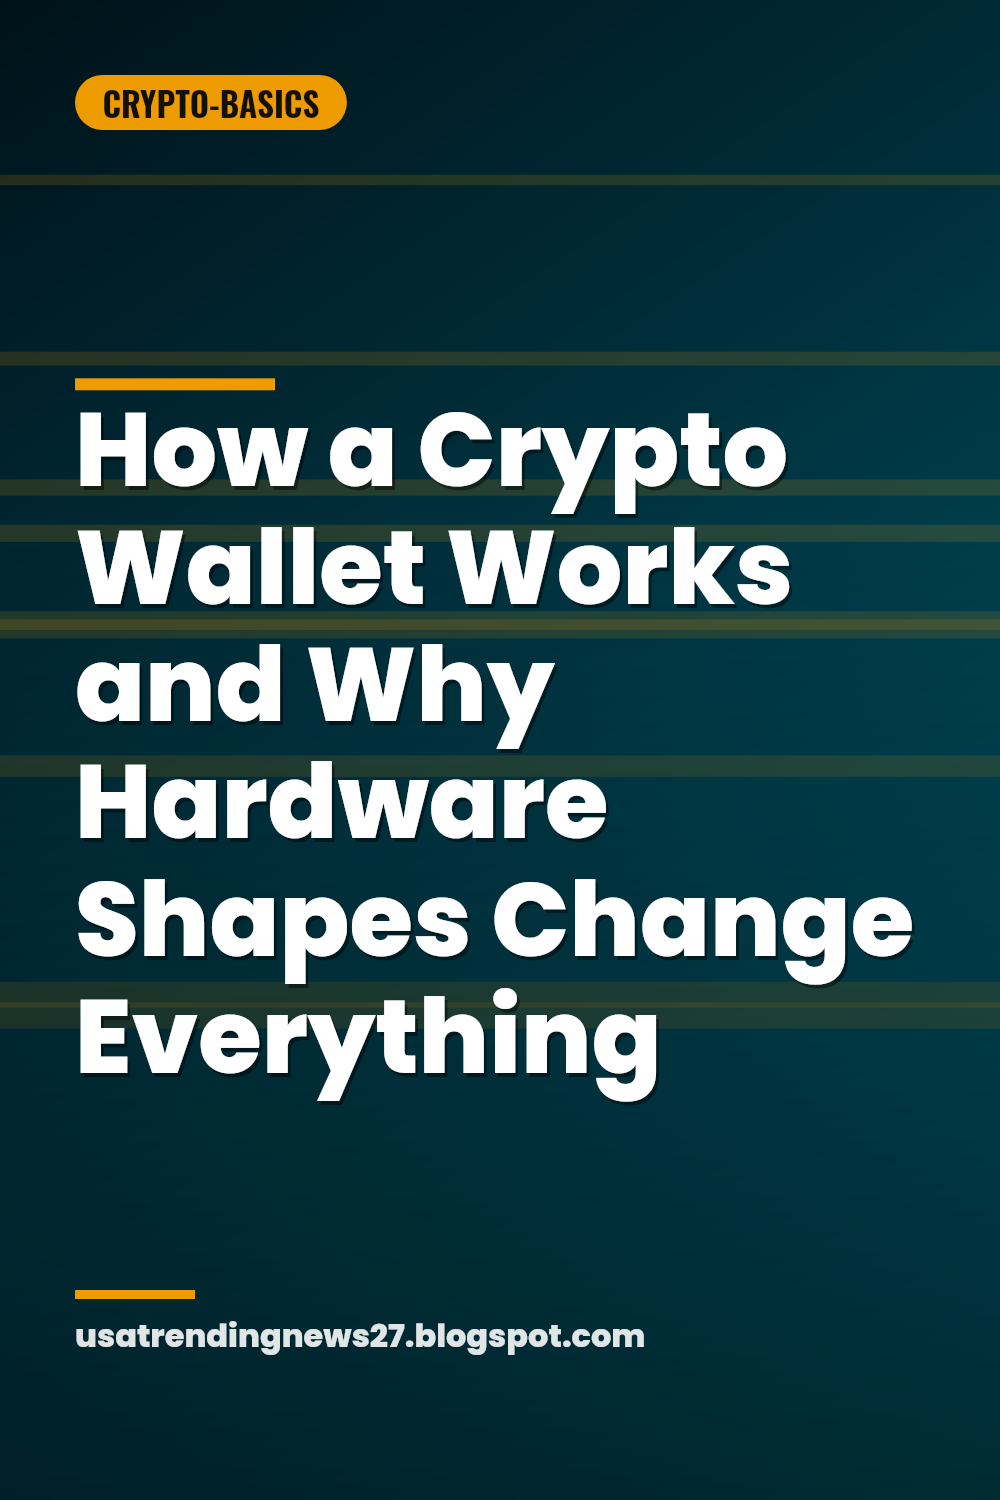 CRYPTO-BASICS
How a Crypto
Wallet Works
and Why
Hardware
Shapes Change
Everything
usatrendingnews27.blogspot.com